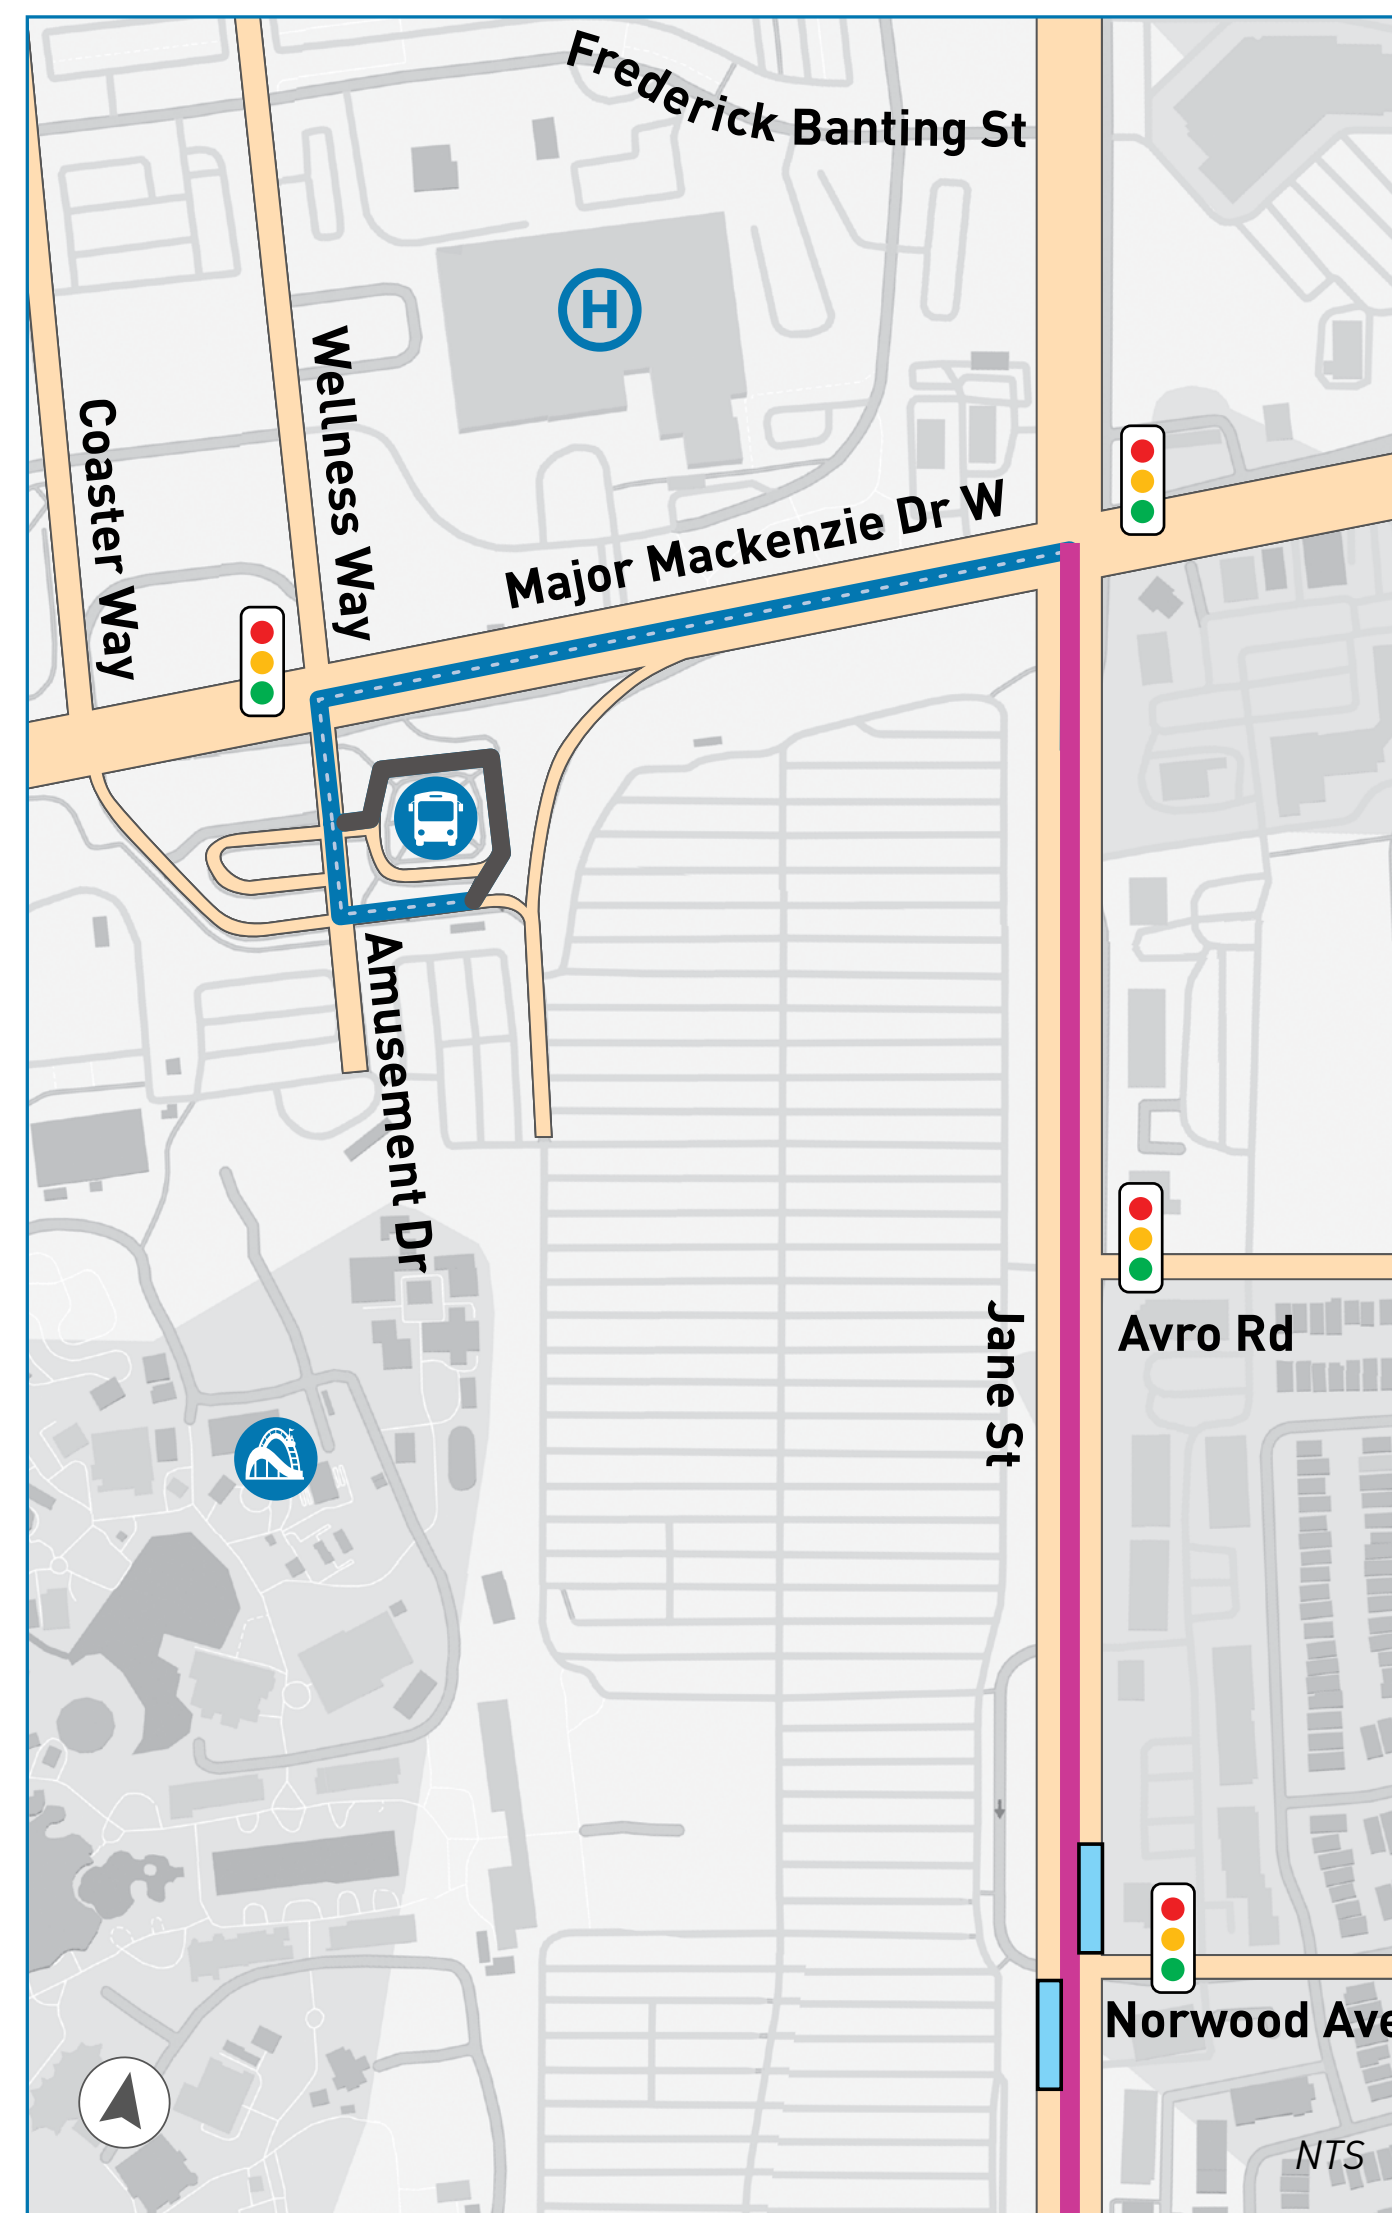 Frederick Banting St
H
Wellness Way
Coaster Way
Major Mackenzie Dr W
Amusement Dr
Jane St
Avro Rd
Norwood Ave
NTS